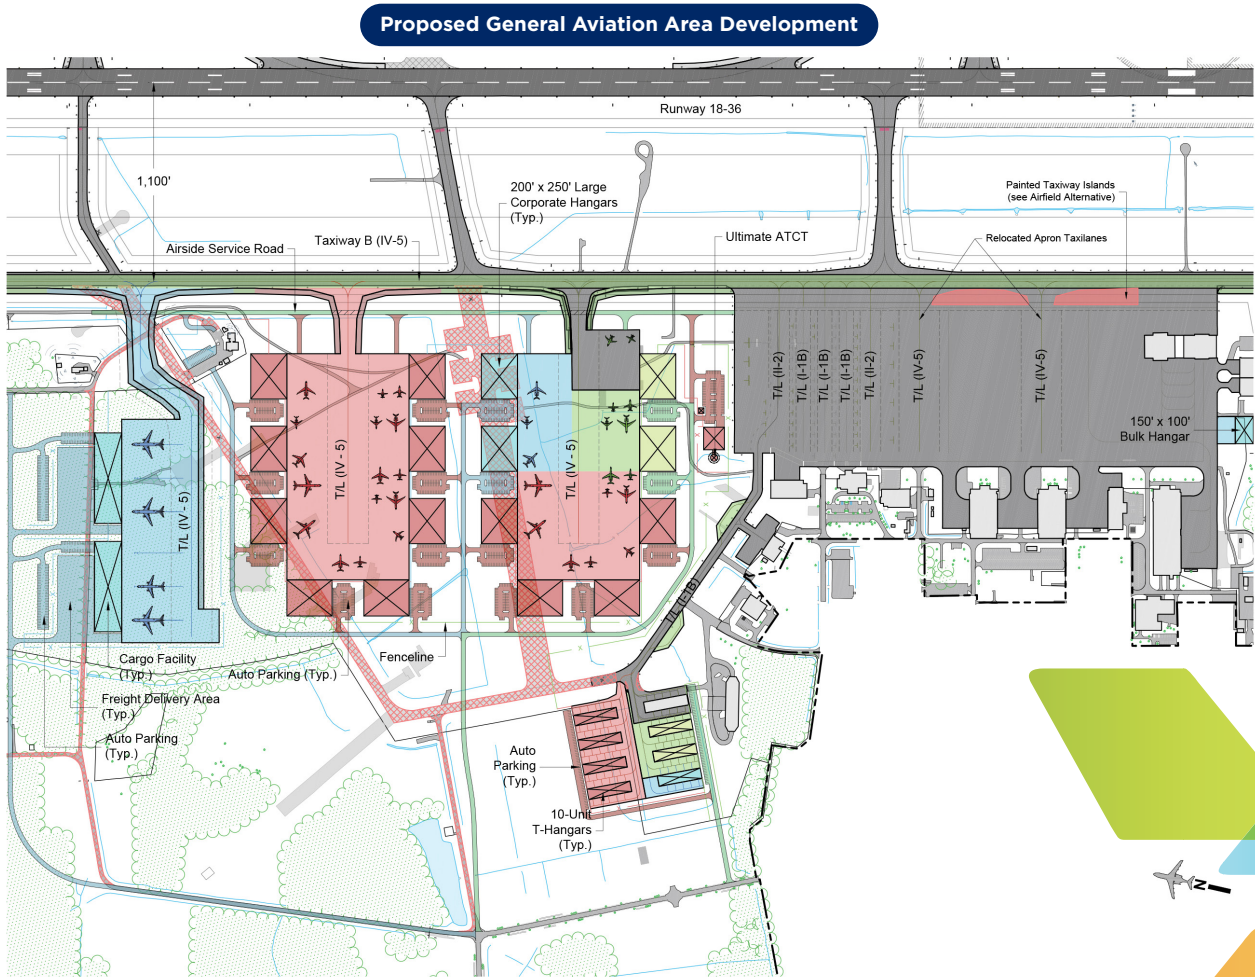 Proposed General Aviation Area Development
Runway 18-36
1,100'
200' x 250' Large
Corporate Hangars
(Typ.)
Painted Taxiway Islands
(see Airfield Alternative)
Airside Service Road
Taxiway B (IV-5)
Ultimate ATCT
Relocated Apron Taxilanes
T/L (II-2)
T/L (I-1B)
T/L (I-1B)
T/L (I-1B)
T/L (II-2)
T/L (IV-5)
T/L (IV-5)
150' x 100'
Bulk Hangar
T/L (IV - 5)
T/L (IV - 5)
T/L (IV - 5)
T/L (I-1B)
Cargo Facility
(Typ.)
Auto Parking (Typ.)
Fenceline
Freight Delivery Area
(Typ.)
Auto Parking
(Typ.)
Auto
Parking
(Typ.)
10-Unit
T-Hangars
(Typ.)
N